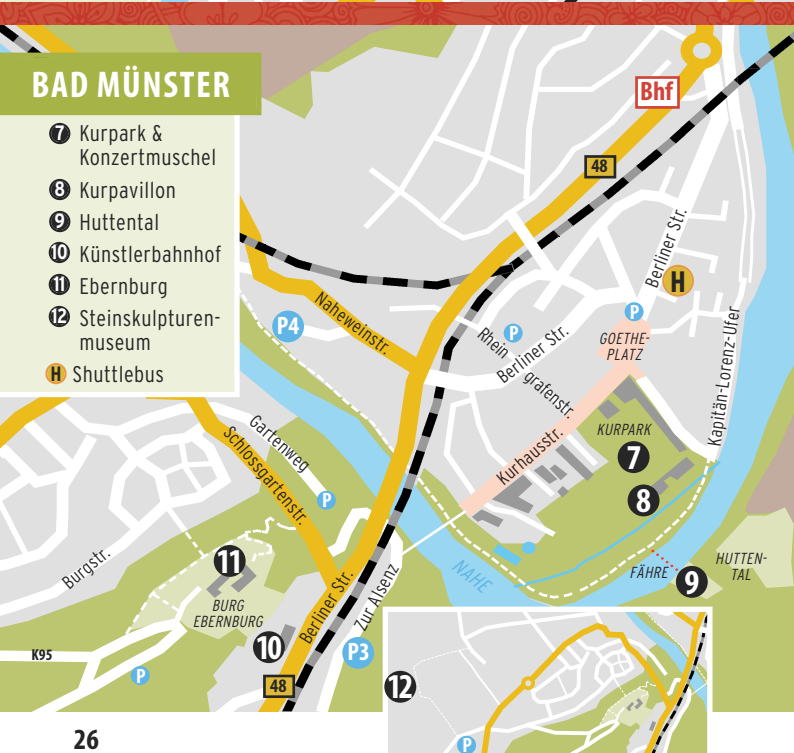 BAD MÜNSTER
7 Kurpark &
Konzertmuschel
8 Kurpavillon
9 Huttental
10 Künstlerbahnhof
11 Ebernburg
12 Steinskulpturen-
museum
H Shuttlebus
Bhf
48
Berliner Str.
H
P
GOETHE-
PLATZ
Kapitän-Lorenz-Ufer
P4
Naheweinstr.
P
Rhein
grafenstr.
Berliner Str.
Kurhausstr.
KURPARK
7
8
Gartenweg
Schlossgartenstr.
P
Burgstr.
11
BURG
EBERNBURG
NAHE
FÄHRE
9
HUTTEN-
TAL
Berliner Str.
Zur Alsenz
10
P3
K95
P
48
12
P
26